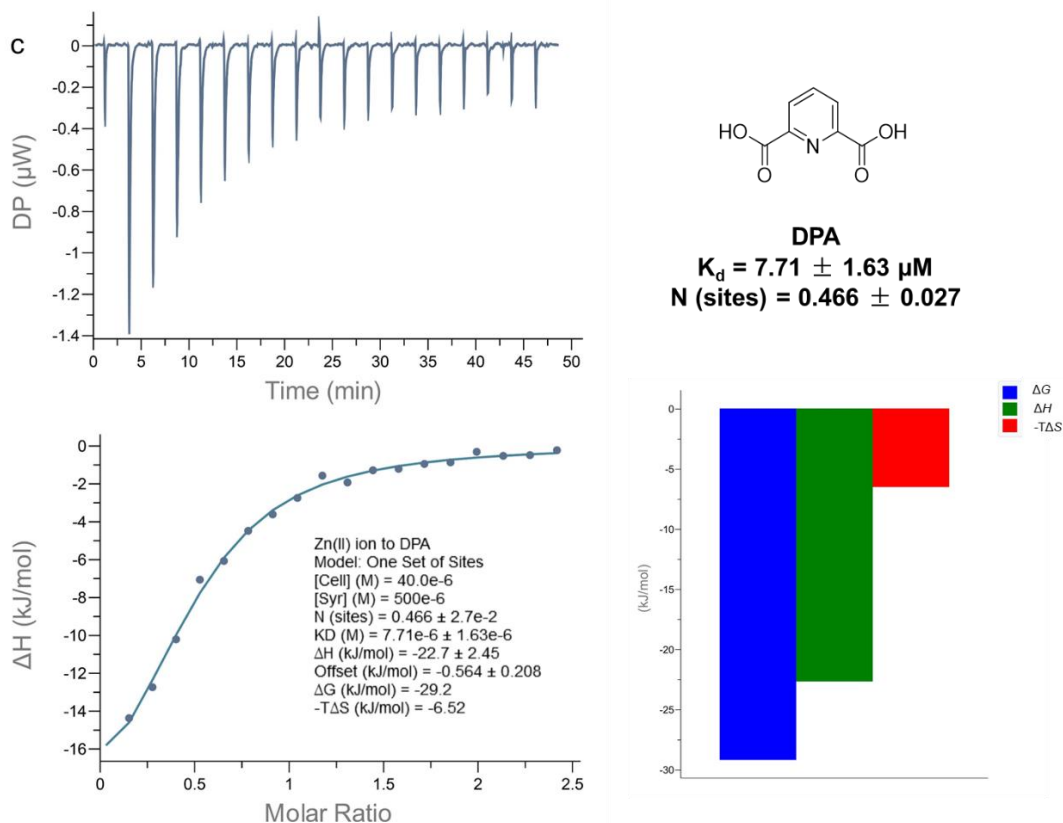 c
0
-0.2
-0.4
-0.6
-0.8
-1
-1.2
-1.4
DP (µW)
0 5 10 15 20 25 30 35 40 45 50
Time (min)
HO
O
N
O
OH
DPA
Kd = 7.71 ± 1.63 µM
N (sites) = 0.466 ± 0.027
0
-2
-4
-6
-8
-10
-12
-14
-16
ΔH (kJ/mol)
Zn(II) ion to DPA
Model: One Set of Sites
[Cell] (M) = 40.0e-6
[Syr] (M) = 500e-6
N (sites) = 0.466 ± 2.7e-2
KD (M) = 7.71e-6 ± 1.63e-6
ΔH (kJ/mol) = -22.7 ± 2.45
Offset (kJ/mol) = -0.564 ± 0.208
ΔG (kJ/mol) = -29.2
-TΔS (kJ/mol) = -6.52
0 0.5 1 1.5 2 2.5
Molar Ratio
ΔG
ΔH
-TΔS
0
-5
-10
-15
-20
-25
-30
(kJ/mol)